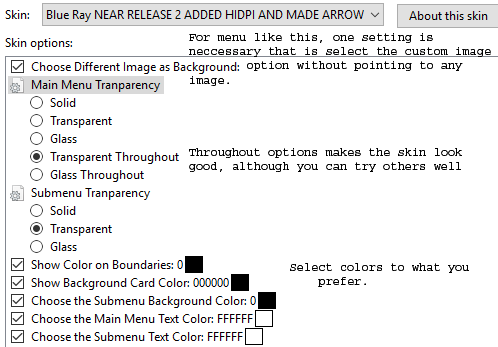 Skin: Blue Ray NEAR RELEASE 2 ADDED HIDPI AND MADE ARROW About this skin
Skin options:
For menu like this, one setting is
neccessary that is select the custom image
option without pointing to any
image.
Choose Different Image as Background:
Main Menu Tranparency
Solid
Transparent
Glass
Transparent Throughout
Glass Throughout
Throughout options makes the skin look
good, although you can try others well
Submenu Tranparency
Solid
Transparent
Glass
Show Color on Boundaries: 0
Show Background Card Color: 000000
Choose the Submenu Background Color: 0
Choose the Main Menu Text Color: FFFFFF
Choose the Submenu Text Color: FFFFFF
Select colors to what you
prefer.